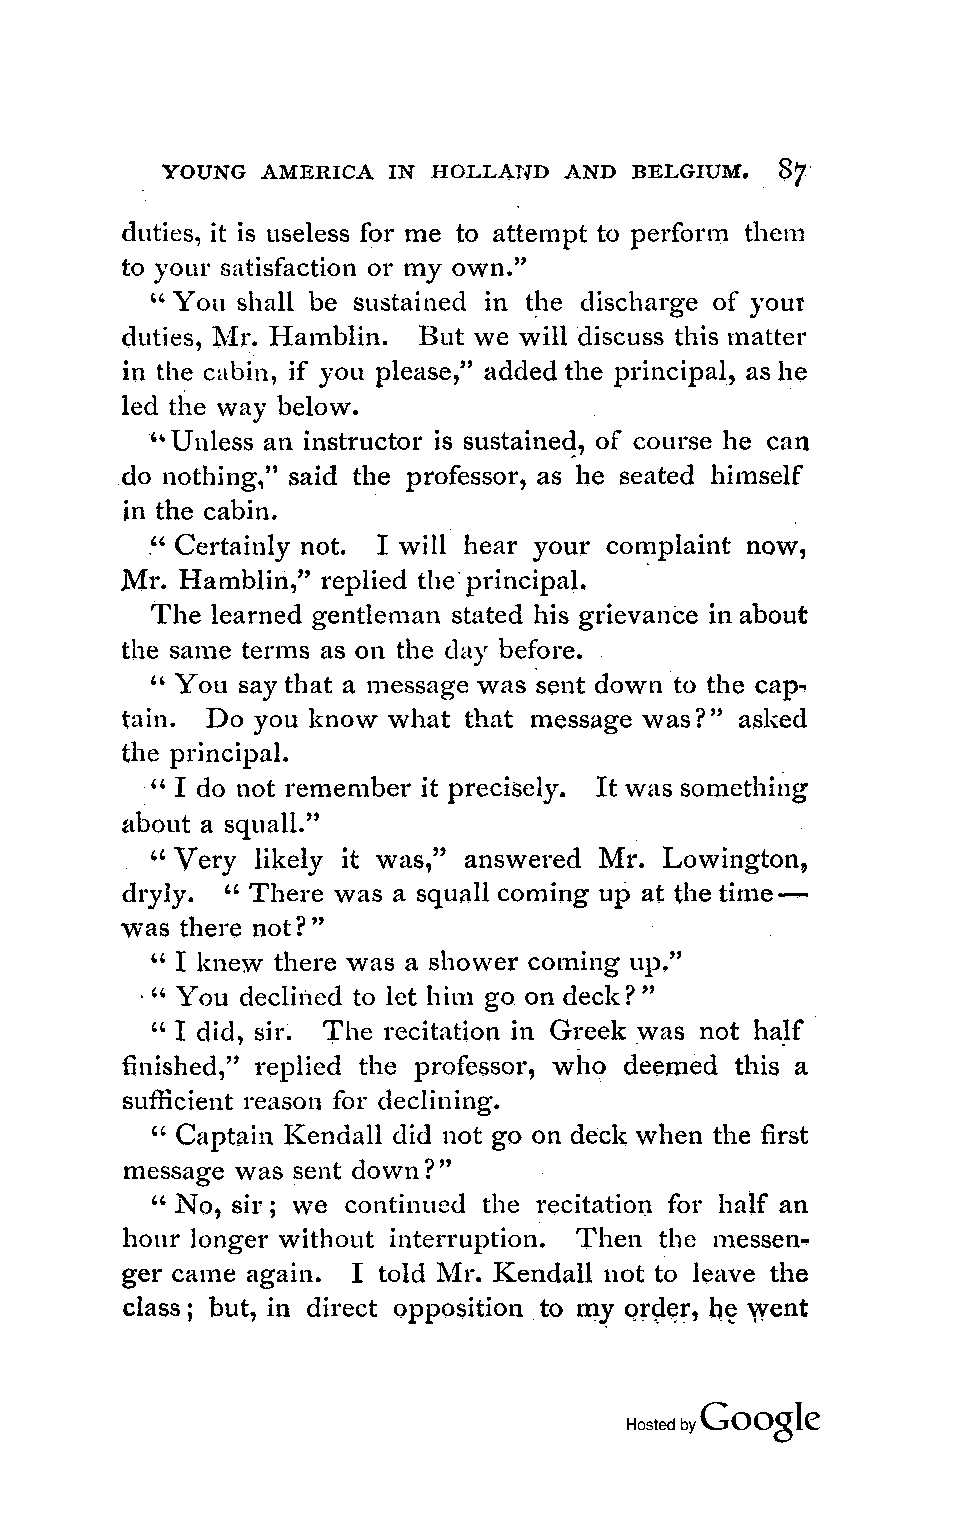 YOUNG AMERICA IN HOLLAND AND BELGIUM. 87
duties, it is useless for me to attempt to perform them
to your satisfaction or my own."
"You shall be sustained in the discharge of your
duties, Mr. Hamblin. But we will discuss this matter
in the cabin, if you please," added the principal, as he
led the way below.
"Unless an instructor is sustained, of course he can
do nothing," said the professor, as he seated himself
in the cabin.
"Certainly not. I will hear your complaint now,
Mr. Hamblin," replied the principal.
The learned gentleman stated his grievance in about
the same terms as on the day before.
"You say that a message was sent down to the cap-
tain. Do you know what that message was?" asked
the principal.
"I do not remember it precisely. It was something
about a squall."
"Very likely it was," answered Mr. Lowington,
dryly. "There was a squall coming up at the time —
was there not?"
"I knew there was a shower coming up."
"You declined to let him go on deck?"
"I did, sir. The recitation in Greek was not half
finished," replied the professor, who deemed this a
sufficient reason for declining.
"Captain Kendall did not go on deck when the first
message was sent down?"
"No, sir; we continued the recitation for half an
hour longer without interruption. Then the messen-
ger came again. I told Mr. Kendall not to leave the
class; but, in direct opposition to my order, he went
Hosted by Google